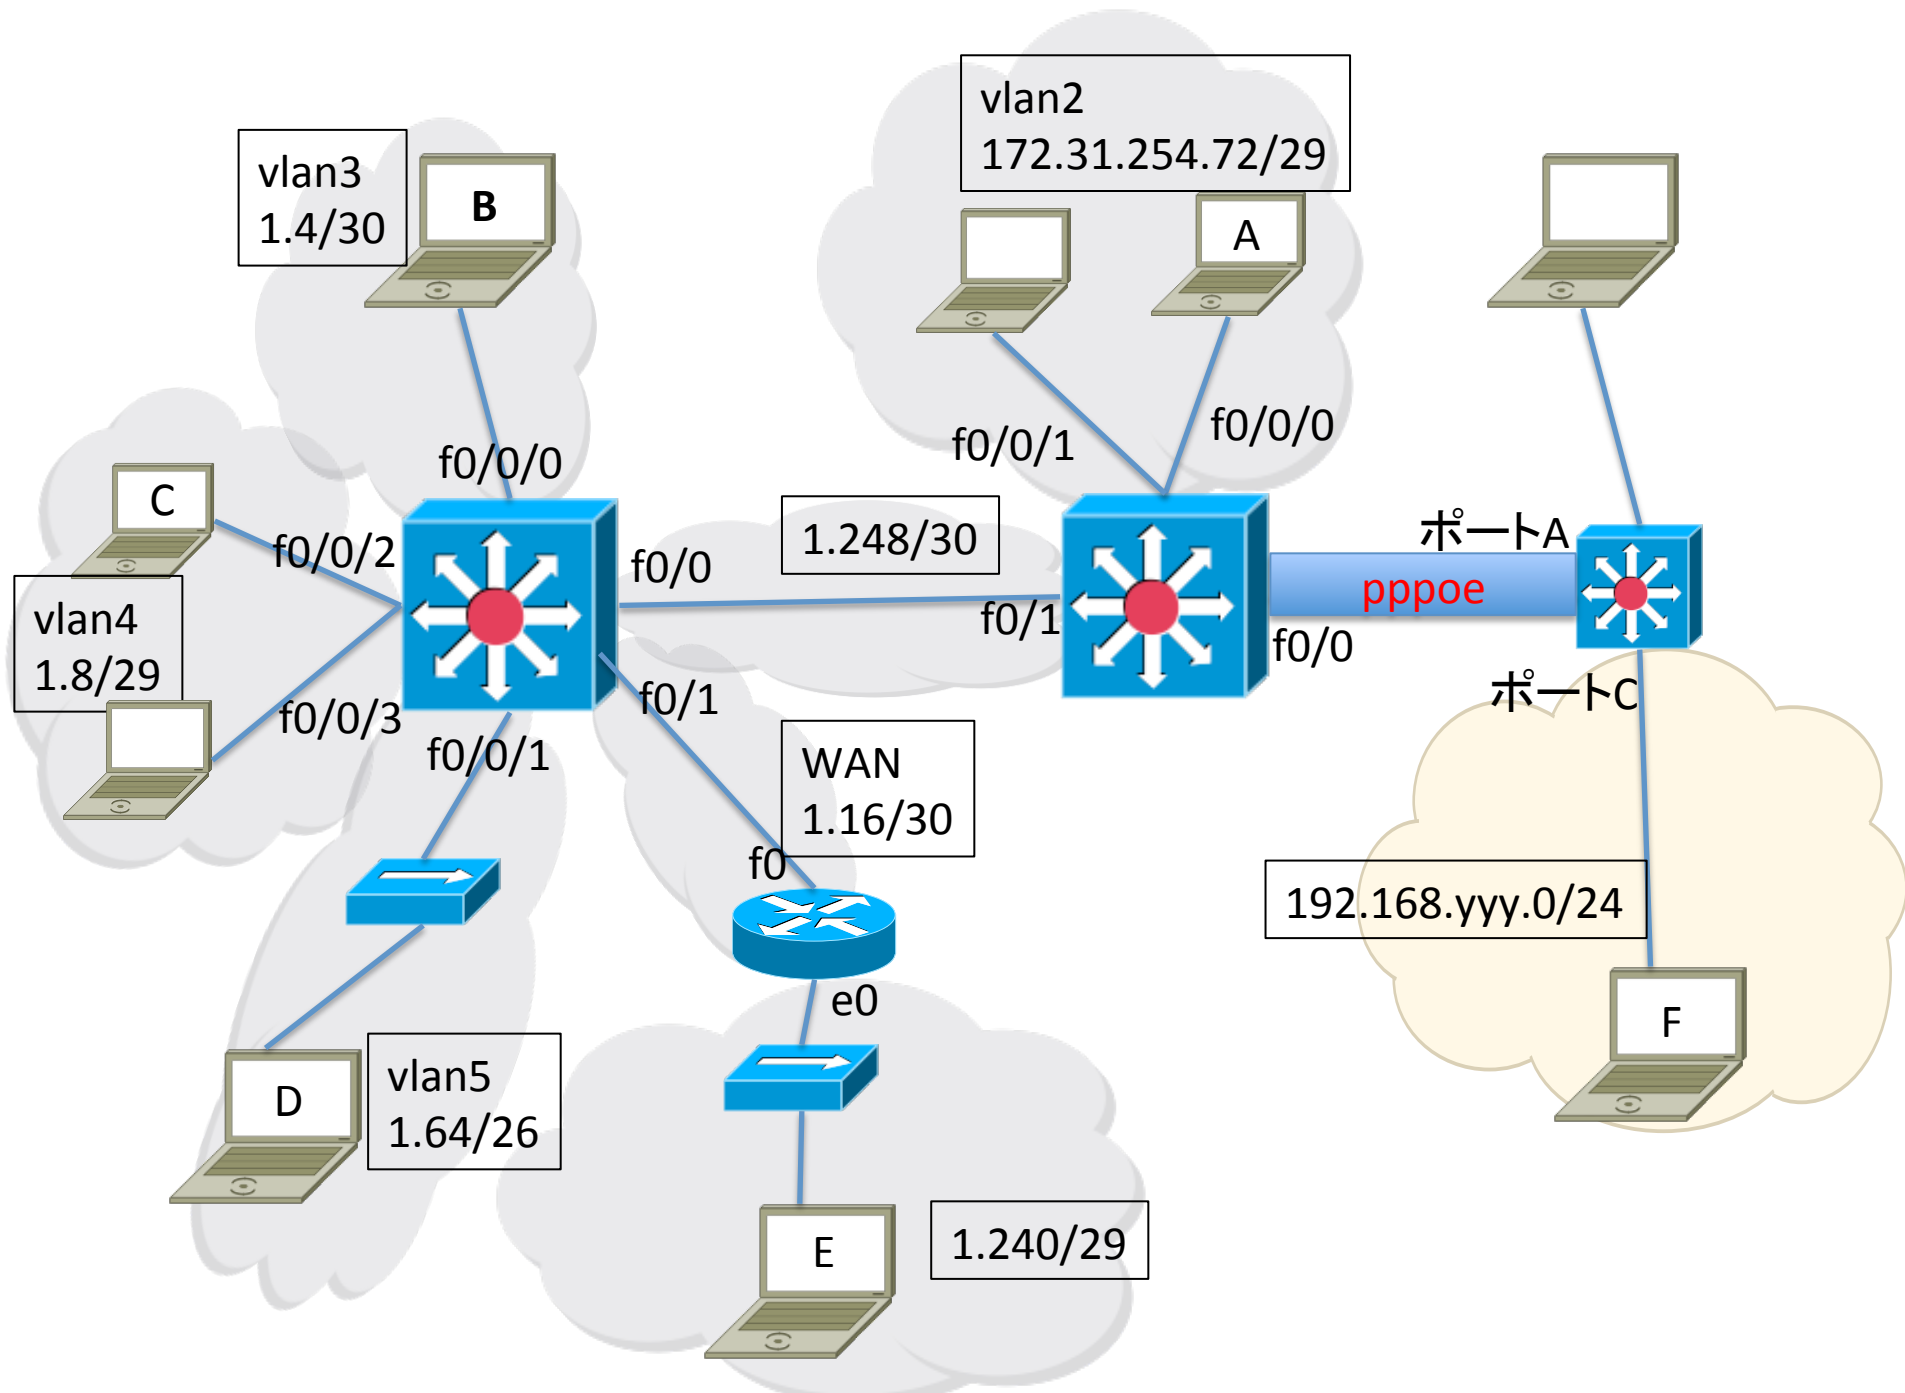 vlan2
172.31.254.72/29
vlan3
1.4/30
B
A
f0/0/1
f0/0/0
f0/0/0
C
f0/0/2
f0/0
1.248/30
f0/1
ポートA
pppoe
f0/0
vlan4
1.8/29
f0/0/3
f0/0/1
f0/1
ポートC
WAN
1.16/30
f0
192.168.yyy.0/24
e0
F
D
vlan5
1.64/26
E
1.240/29